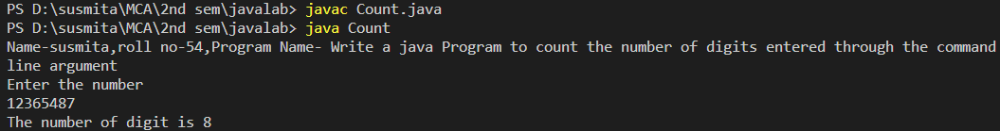 PS D:\susmita\MCA\2nd sem\javalab> javac Count.java
PS D:\susmita\MCA\2nd sem\javalab> java Count
Name-susmita,roll no-54,Program Name- Write a java Program to count the number of digits entered through the command
line argument
Enter the number
12365487
The number of digit is 8